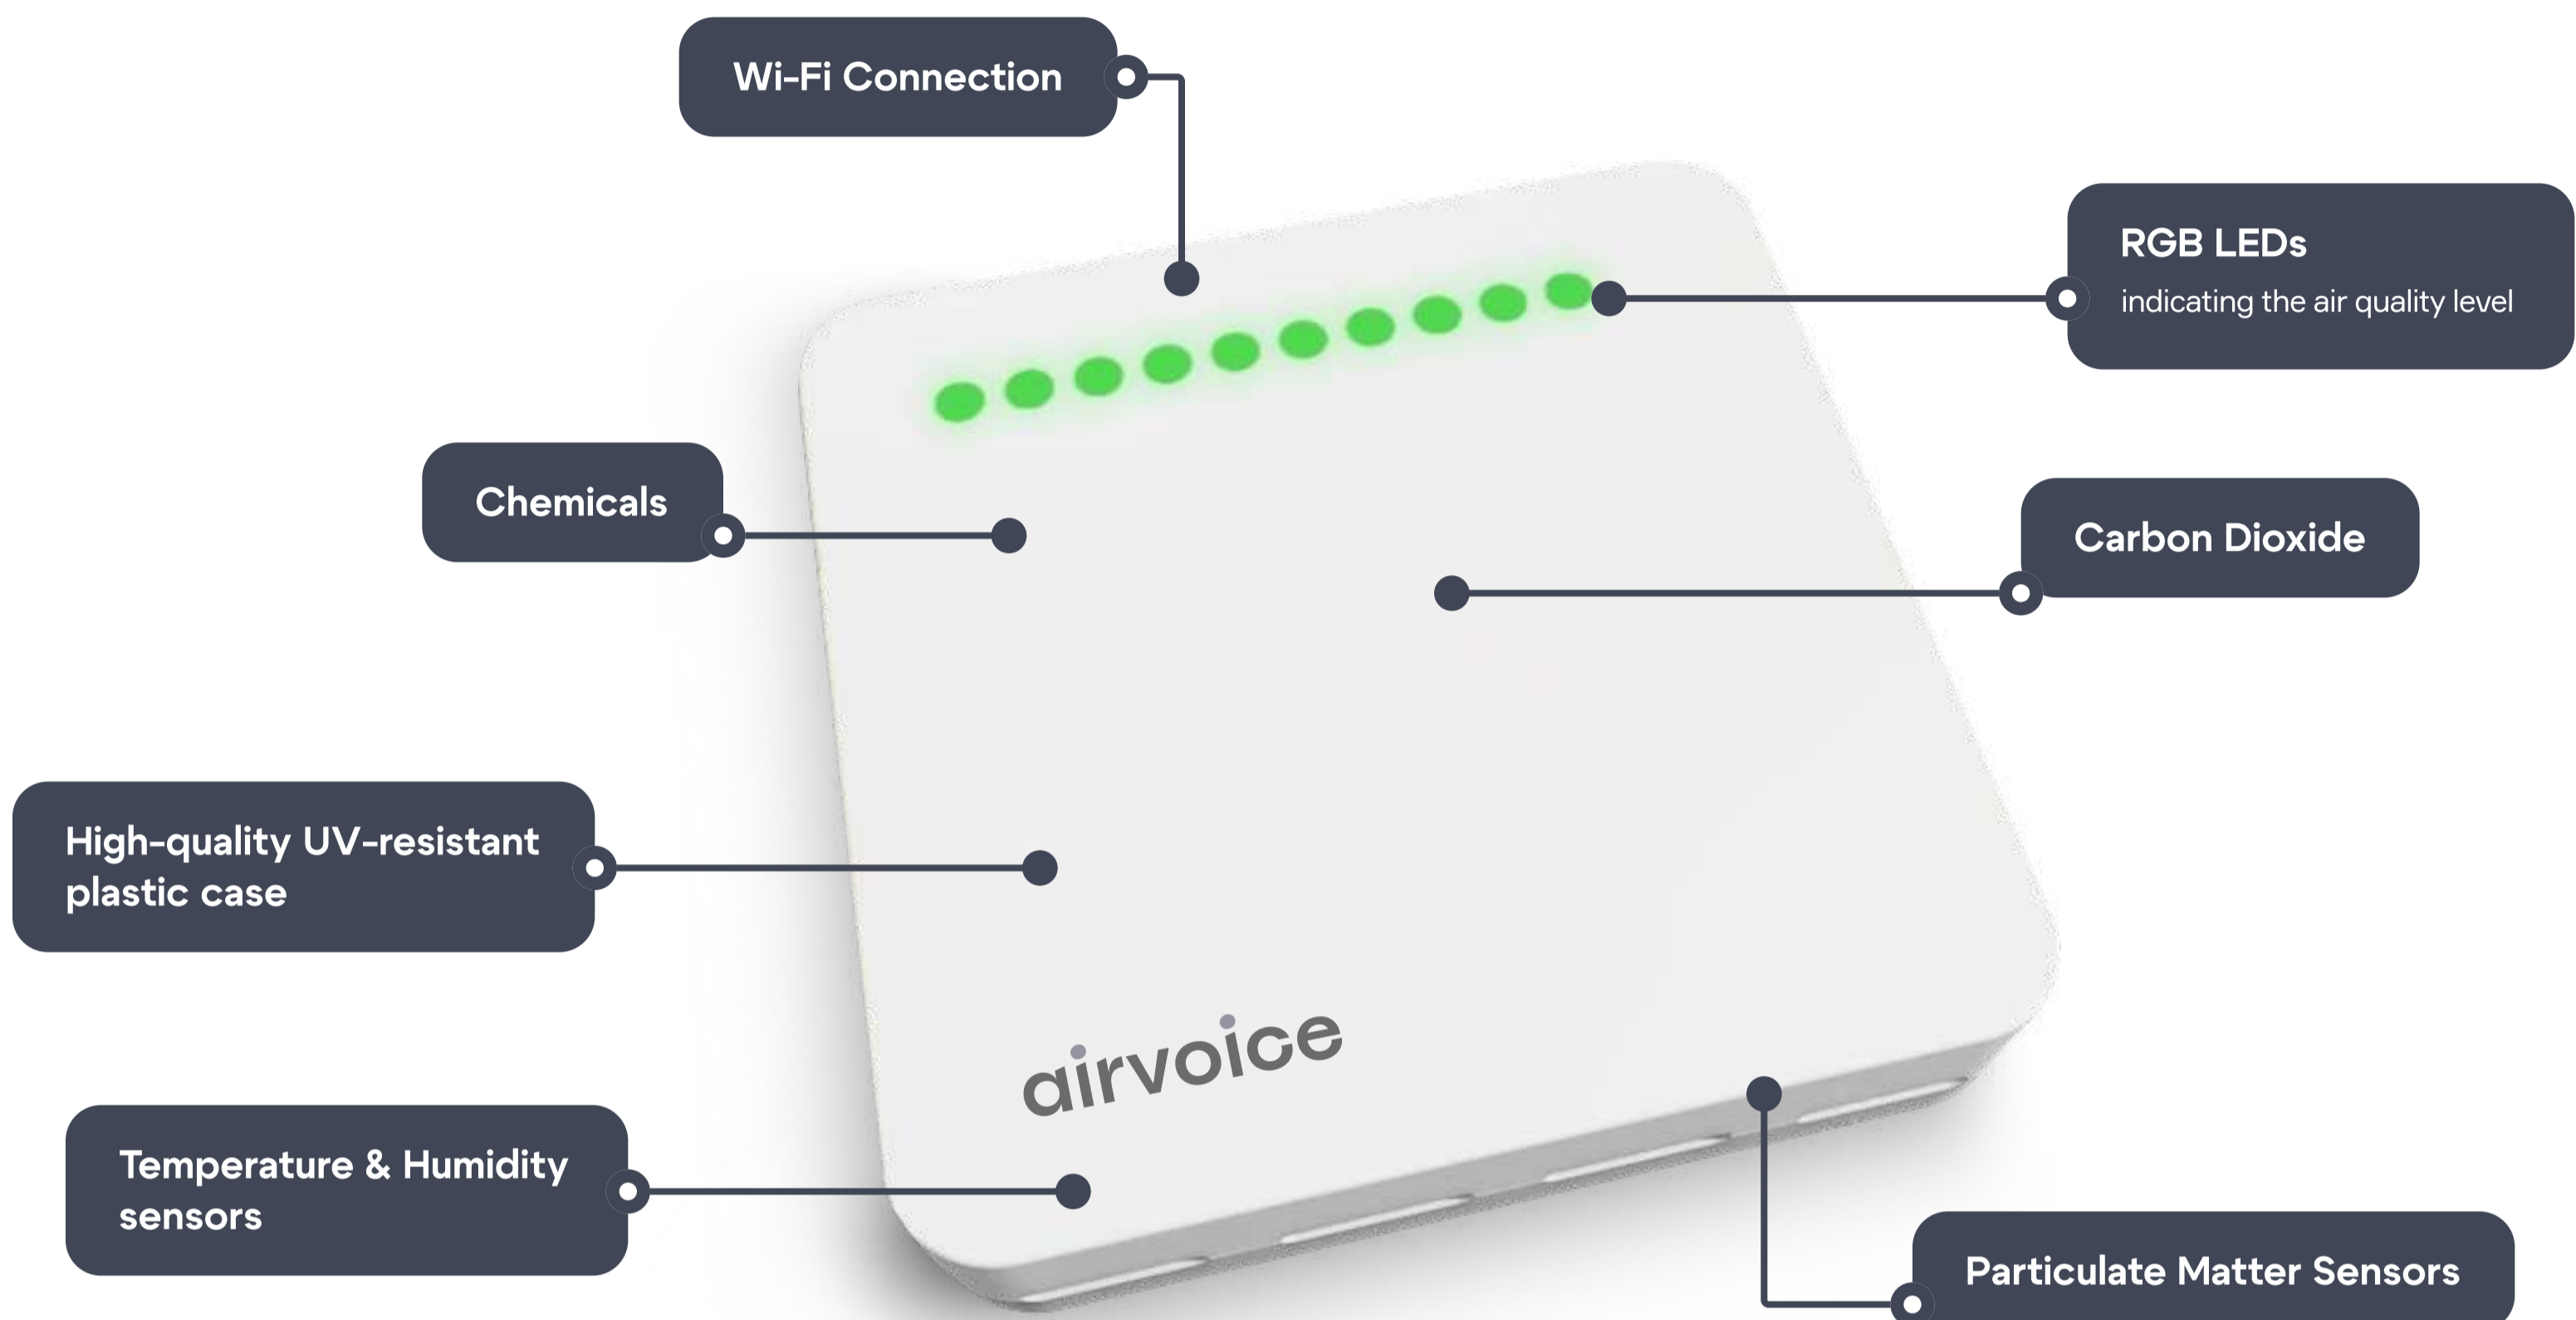 Wi-Fi Connection
RGB LEDs
indicating the air quality level
Chemicals
Carbon Dioxide
High-quality UV-resistant
plastic case
airvoice
Temperature & Humidity
sensors
Particulate Matter Sensors